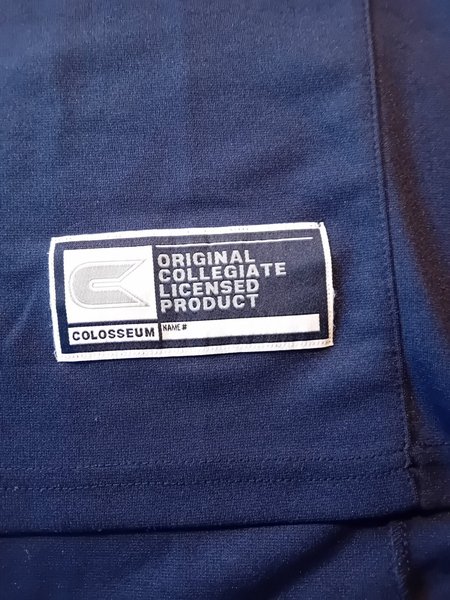 ORIGINAL
COLLEGIATE
LICENSED
PRODUCT
COLOSSEUM
NAME #